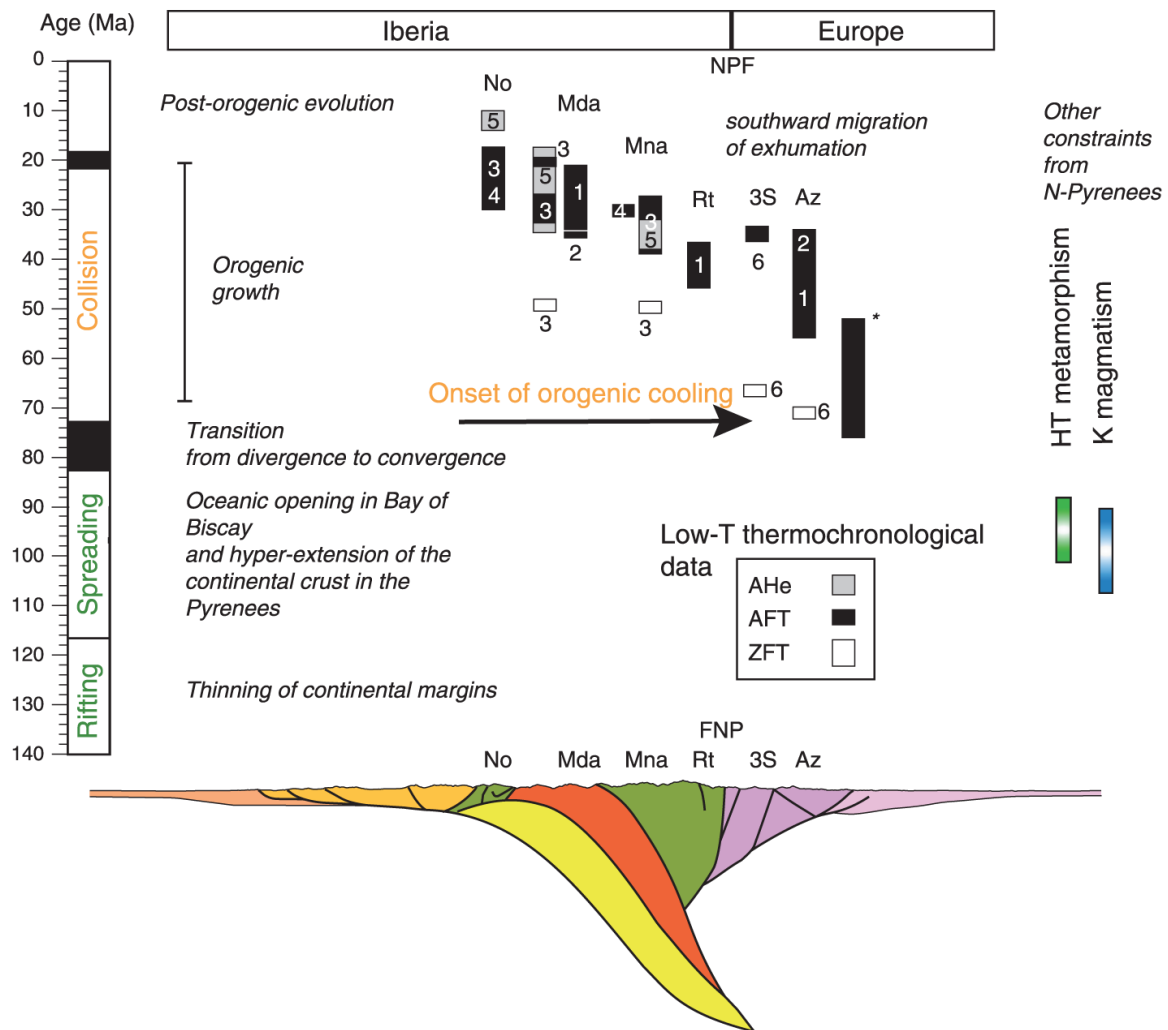 Age (Ma)
Iberia
Europe
NPF
0
10
20
30
40
50
60
70
80
90
100
110
120
130
140
Collision
Spreading
Rifting
Post-orogenic evolution
Orogenic
growth
Transition
from divergence to convergence
Oceanic opening in Bay of
Biscay
and hyper-extension of the
continental crust in the
Pyrenees
Thinning of continental margins
No
5
3
4
Mda
3
5
3
3
1
2
Mna
4
3
5
3
Rt
1
southward migration
of exhumation
3S
6
6
Az
2
1
6
*
Onset of orogenic cooling
Other
constraints
from
N-Pyrenees
HT metamorphism
K magmatism
Low-T thermochronological
data
AHe
AFT
ZFT
FNP
No
Mda
Mna
Rt
3S
Az